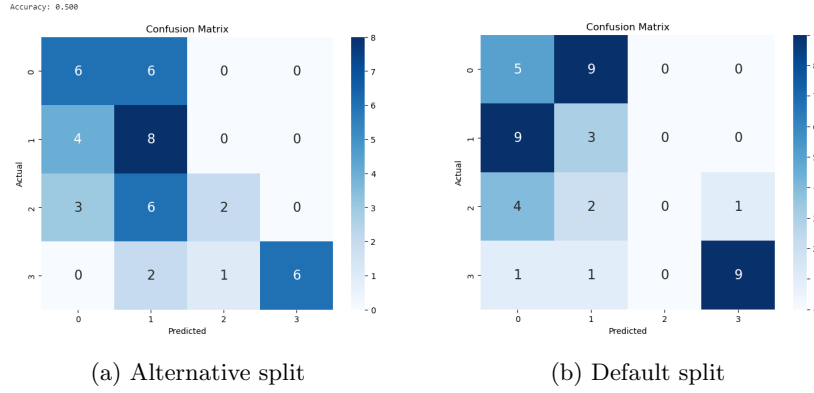 Accuracy: 0.500
Confusion Matrix
0 6 6 0 0
1 4 8 0 0
2 3 6 2 0
3 0 2 1 6
0 1 2 3
Actual
Predicted
8
7
6
5
4
3
2
1
0
(a) Alternative split
Confusion Matrix
0 5 9 0 0
1 9 3 0 0
2 4 2 0 1
3 1 1 0 9
0 1 2 3
Actual
Predicted
(b) Default split